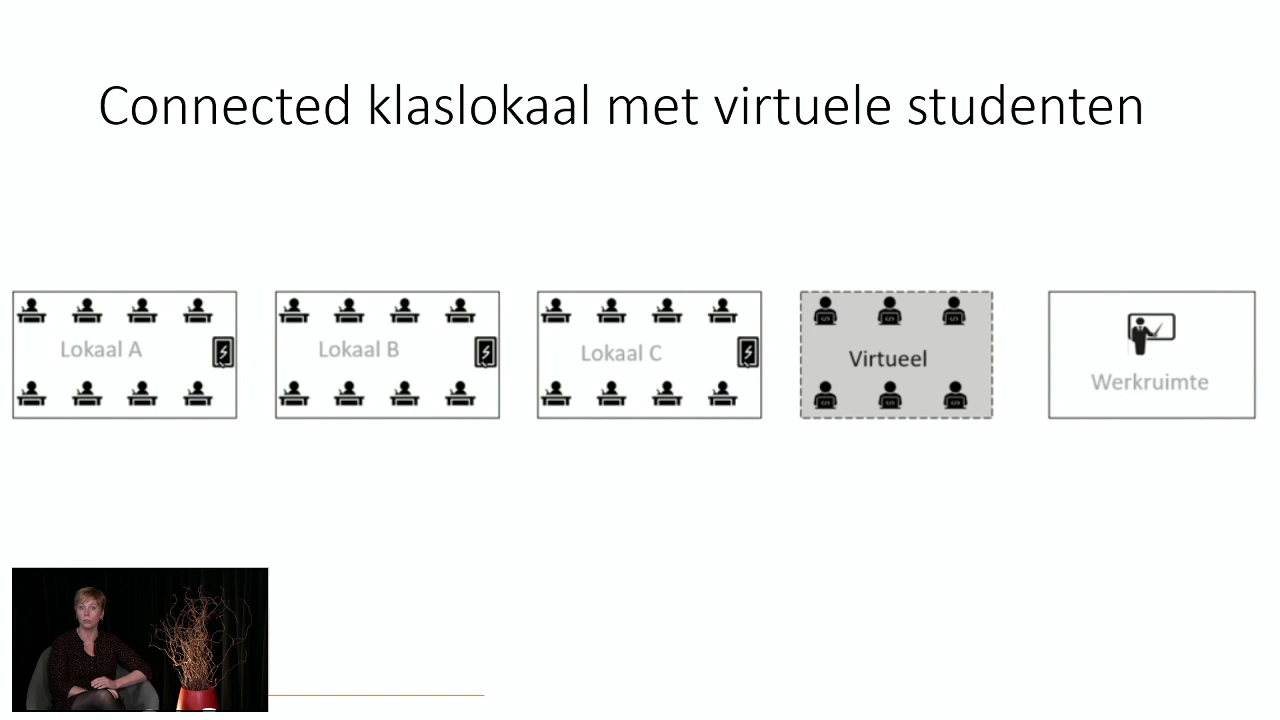 Connected klaslokaal met virtuele studenten
Lokaal A
Lokaal B
Lokaal C
Virtueel
Werkruimte